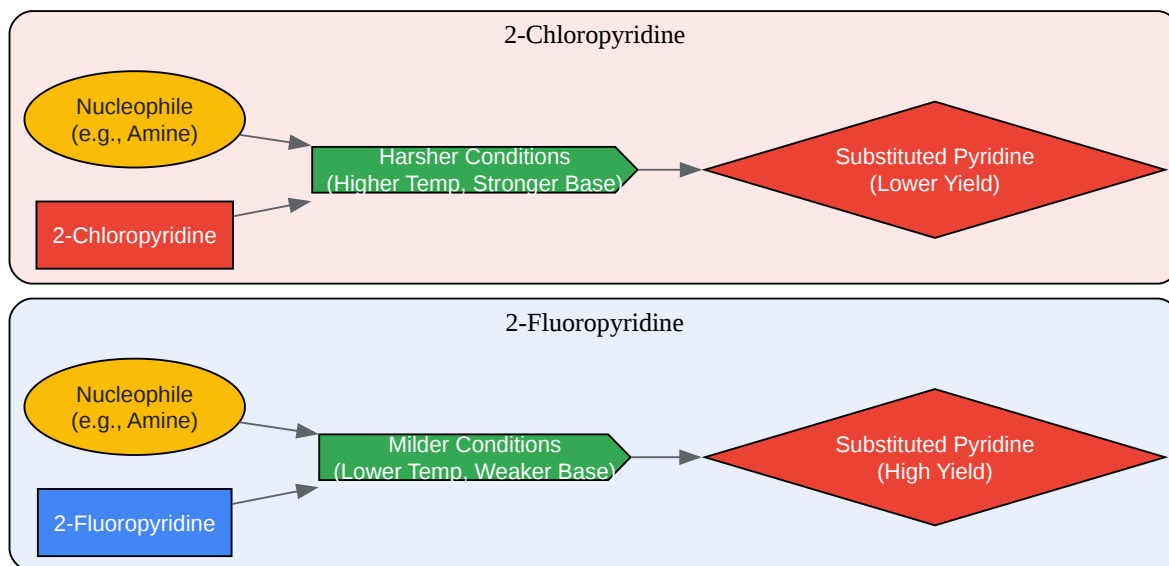 2-Chloropyridine
Nucleophile
(e.g., Amine)
Harsher Conditions
(Higher Temp, Stronger Base)
Substituted Pyridine
(Lower Yield)
2-Chloropyridine
2-Fluoropyridine
Nucleophile
(e.g., Amine)
Milder Conditions
(Lower Temp, Weaker Base)
Substituted Pyridine
(High Yield)
2-Fluoropyridine